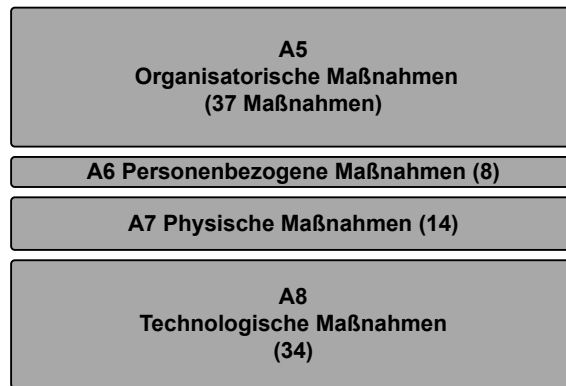 A5
Organisatorische Maßnahmen
(37 Maßnahmen)
A6 Personenbezogene Maßnahmen (8)
A7 Physische Maßnahmen (14)
A8
Technologische Maßnahmen
(34)